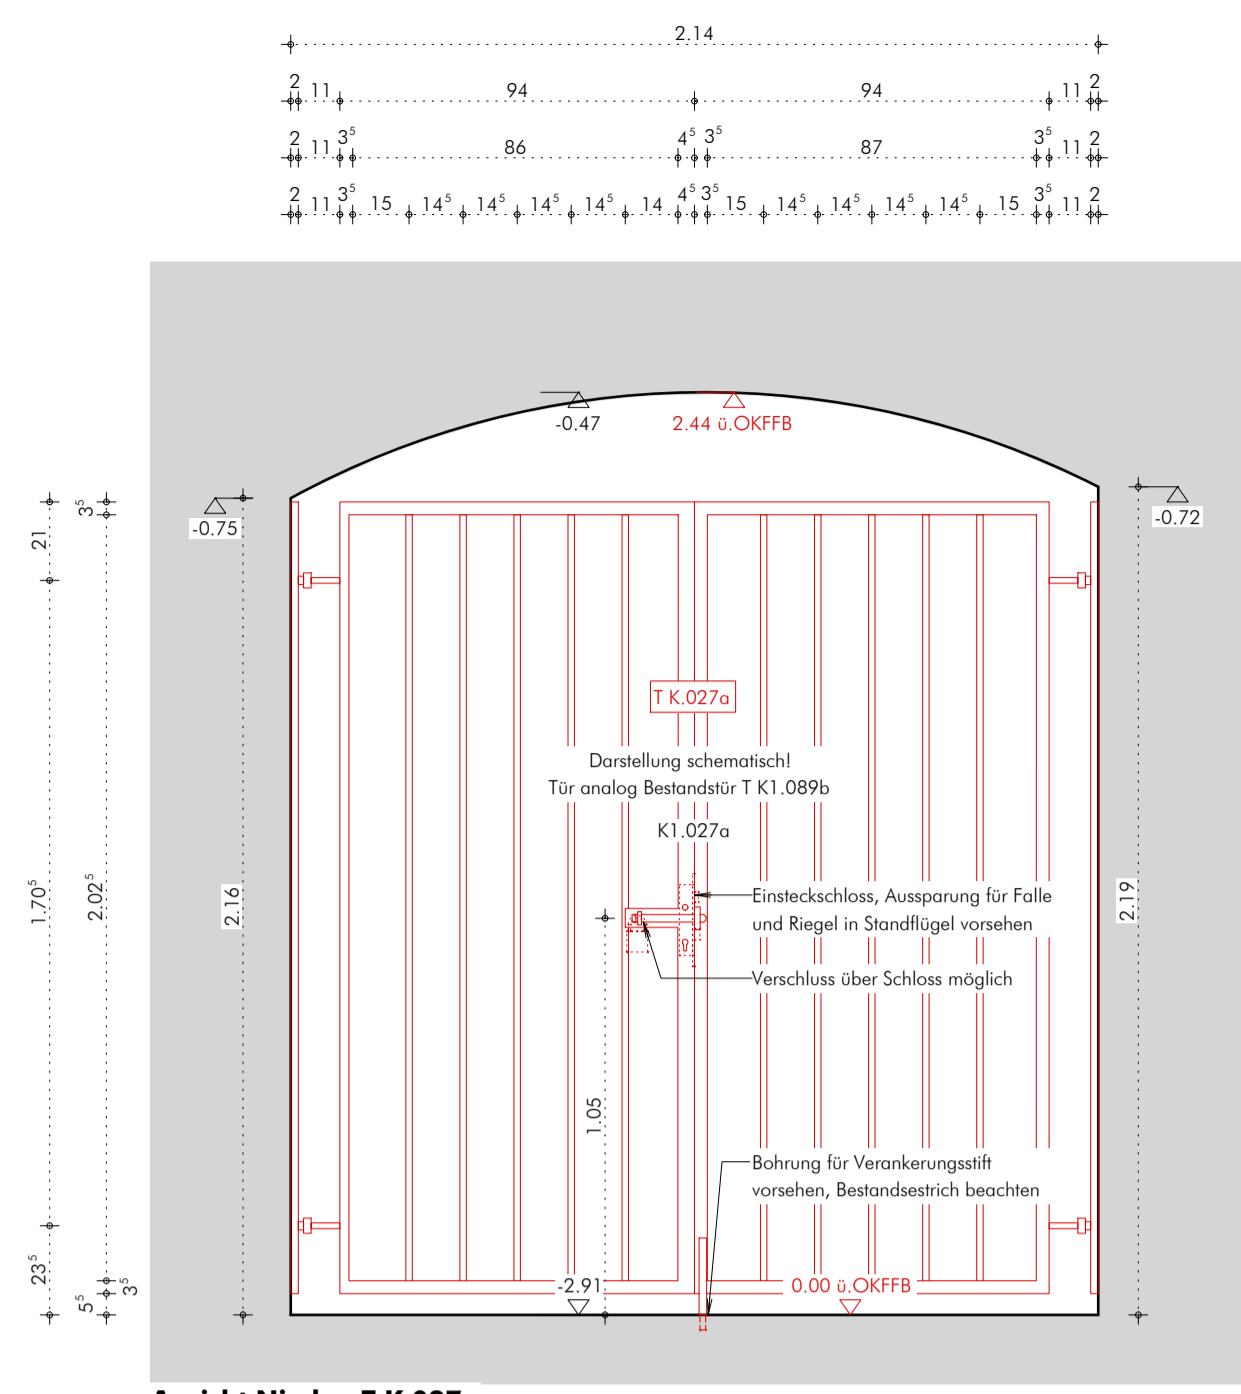 2.14
2 11 94 94 11 2
2 11 3⁵ 86 4⁵ 3⁵ 87 3⁵ 11 2
2 11 3⁵ 15 14⁵ 14⁵ 14⁵ 14⁵ 14 4⁵ 3⁵ 15 14⁵ 14⁵ 14⁵ 14⁵ 15 3⁵ 11 2
-0.47
2.44 ü.OKFFB
-0.75
-0.72
21
3⁵
T K.027a
Darstellung schematisch!
Tür analog Bestandstür T K1.089b
K1.027a
1.70⁵
2.02⁵
2.16
2.19
Einsteckschloss, Aussparung für Falle
und Riegel in Standflügel vorsehen
Verschluss über Schloss möglich
1.05
Bohrung für Verankerungsstift
vorsehen, Bestandsestrich beachten
23⁵
5⁵
3⁵
-2.91
0.00 ü.OKFFB